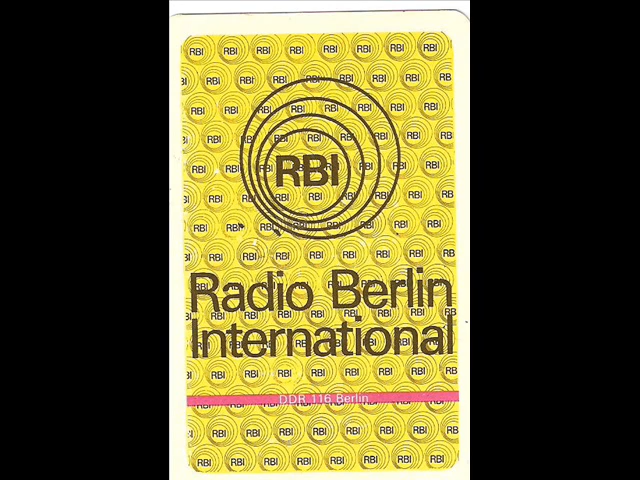 RBI
Radio Berlin
International
DDR 116 Berlin